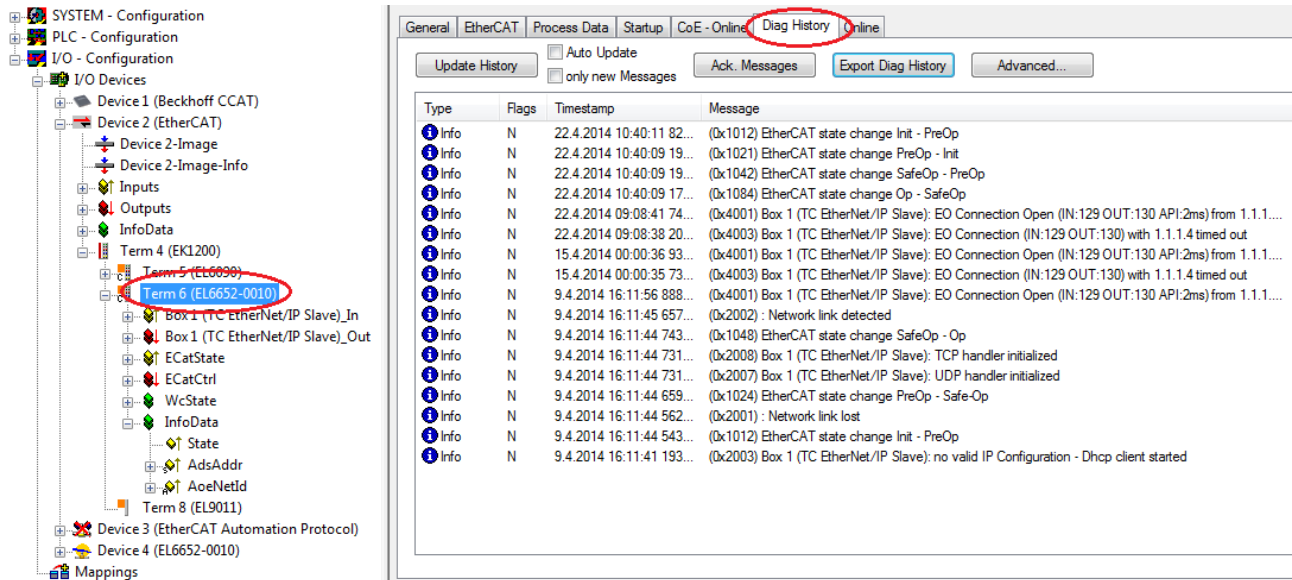 SYSTEM - Configuration
PLC - Configuration
I/O - Configuration
I/O Devices
Device 1 (Beckhoff CCAT)
Device 2 (EtherCAT)
Device 2-Image
Device 2-Image-Info
Inputs
Outputs
InfoData
Term 4 (EK1200)
Term 5 (EL6090)
Term 6 (EL6652-0010)
Box 1 (TC EtherNet/IP Slave)_In
Box 1 (TC EtherNet/IP Slave)_Out
ECatState
ECatCtrl
WcState
InfoData
State
AdsAddr
AoeNetId
Term 8 (EL9011)
Device 3 (EtherCAT Automation Protocol)
Device 4 (EL6652-0010)
Mappings
General EtherCAT Process Data Startup CoE - Online Diag History Online
Update History Auto Update only new Messages Ack. Messages Export Diag History Advanced...
Type Flags Timestamp Message
Info N 22.4.2014 10:40:11 82... (0x1012) EtherCAT state change Init - PreOp
Info N 22.4.2014 10:40:09 19... (0x1021) EtherCAT state change PreOp - Init
Info N 22.4.2014 10:40:09 19... (0x1042) EtherCAT state change SafeOp - PreOp
Info N 22.4.2014 10:40:09 17... (0x1084) EtherCAT state change Op - SafeOp
Info N 22.4.2014 09:08:41 74... (0x4001) Box 1 (TC EtherNet/IP Slave): EO Connection Open (IN:129 OUT:130 API:2ms) from 1.1.1....
Info N 22.4.2014 09:08:38 20... (0x4003) Box 1 (TC EtherNet/IP Slave): EO Connection (IN:129 OUT:130) with 1.1.1.4 timed out
Info N 15.4.2014 00:00:36 93... (0x4001) Box 1 (TC EtherNet/IP Slave): EO Connection Open (IN:129 OUT:130 API:2ms) from 1.1.1....
Info N 15.4.2014 00:00:35 73... (0x4003) Box 1 (TC EtherNet/IP Slave): EO Connection (IN:129 OUT:130) with 1.1.1.4 timed out
Info N 9.4.2014 16:11:56 888... (0x4001) Box 1 (TC EtherNet/IP Slave): EO Connection Open (IN:129 OUT:130 API:2ms) from 1.1.1....
Info N 9.4.2014 16:11:45 657... (0x2002) : Network link detected
Info N 9.4.2014 16:11:44 743... (0x1048) EtherCAT state change SafeOp - Op
Info N 9.4.2014 16:11:44 731... (0x2008) Box 1 (TC EtherNet/IP Slave): TCP handler initialized
Info N 9.4.2014 16:11:44 731... (0x2007) Box 1 (TC EtherNet/IP Slave): UDP handler initialized
Info N 9.4.2014 16:11:44 659... (0x1024) EtherCAT state change PreOp - Safe-Op
Info N 9.4.2014 16:11:44 562... (0x2001) : Network link lost
Info N 9.4.2014 16:11:44 543... (0x1012) EtherCAT state change Init - PreOp
Info N 9.4.2014 16:11:41 193... (0x2003) Box 1 (TC EtherNet/IP Slave): no valid IP Configuration - Dhcp client started